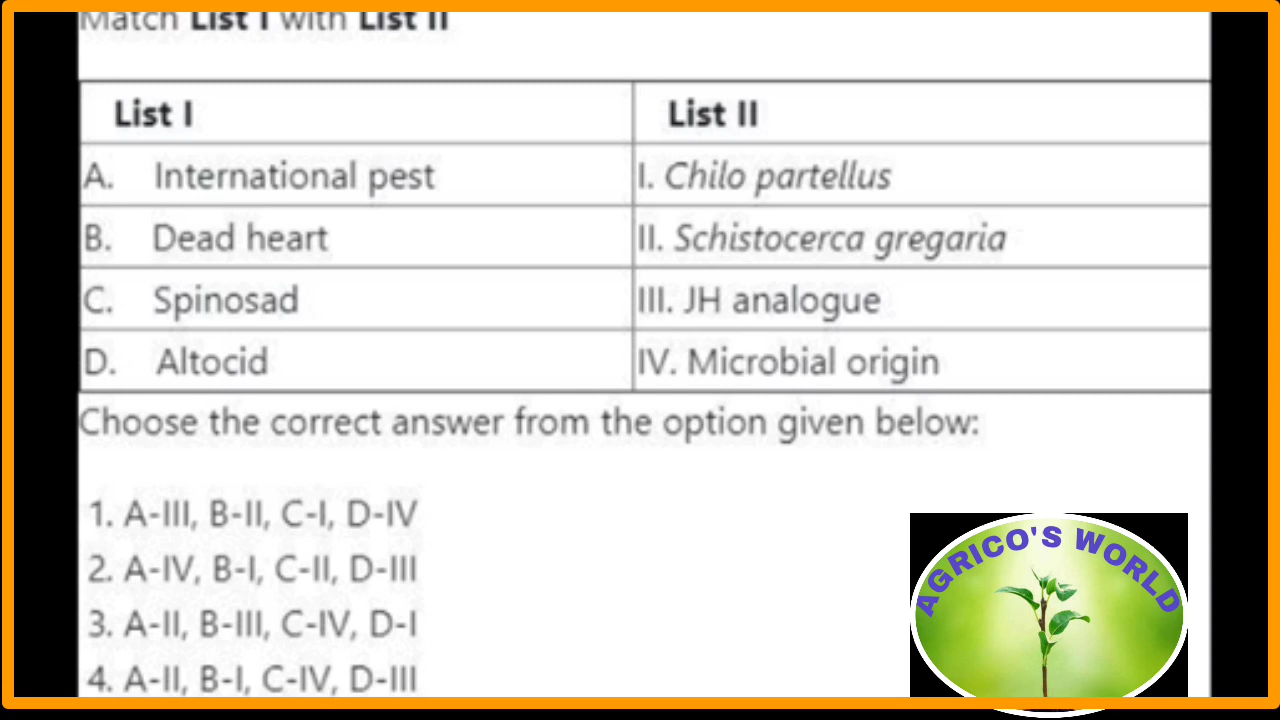 Match List I with List II
List I List II
A. International pest I. Chilo partellus
B. Dead heart II. Schistocerca gregaria
C. Spinosad III. JH analogue
D. Altocid IV. Microbial origin
Choose the correct answer from the option given below:
1. A-III, B-II, C-I, D-IV
2. A-IV, B-I, C-II, D-III
3. A-II, B-III, C-IV, D-I
4. A-II, B-I, C-IV, D-III
AGRICO'S WORLD